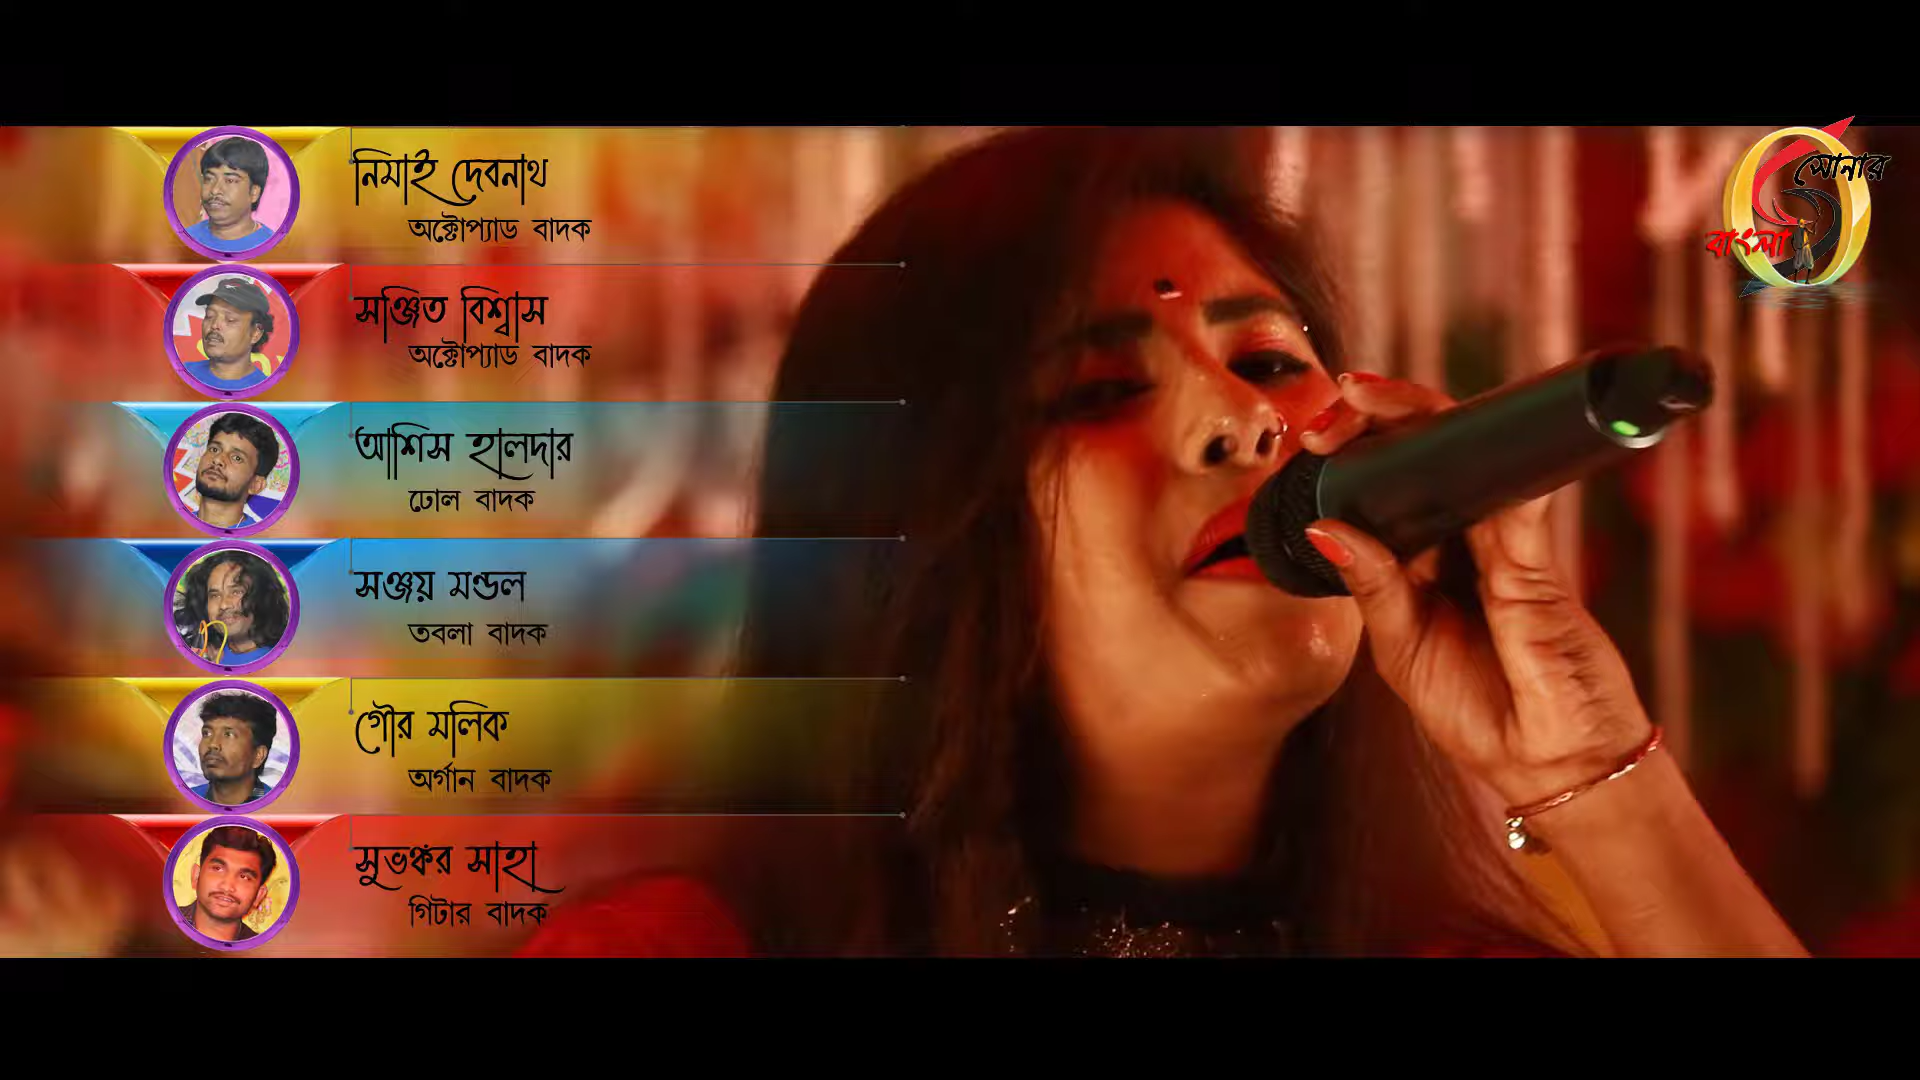 নিমাই দেবনাথ
অক্টোপ্যাড বাদক
সঞ্জিত বিশ্বাস
অক্টোপ্যাড বাদক
আশিস হালদার
ঢোল বাদক
সঞ্জয় মন্ডল
তবলা বাদক
গৌর মলিক
অর্গান বাদক
সুভঙ্কর সাহা
গিটার বাদক
সোনার
বাংলা